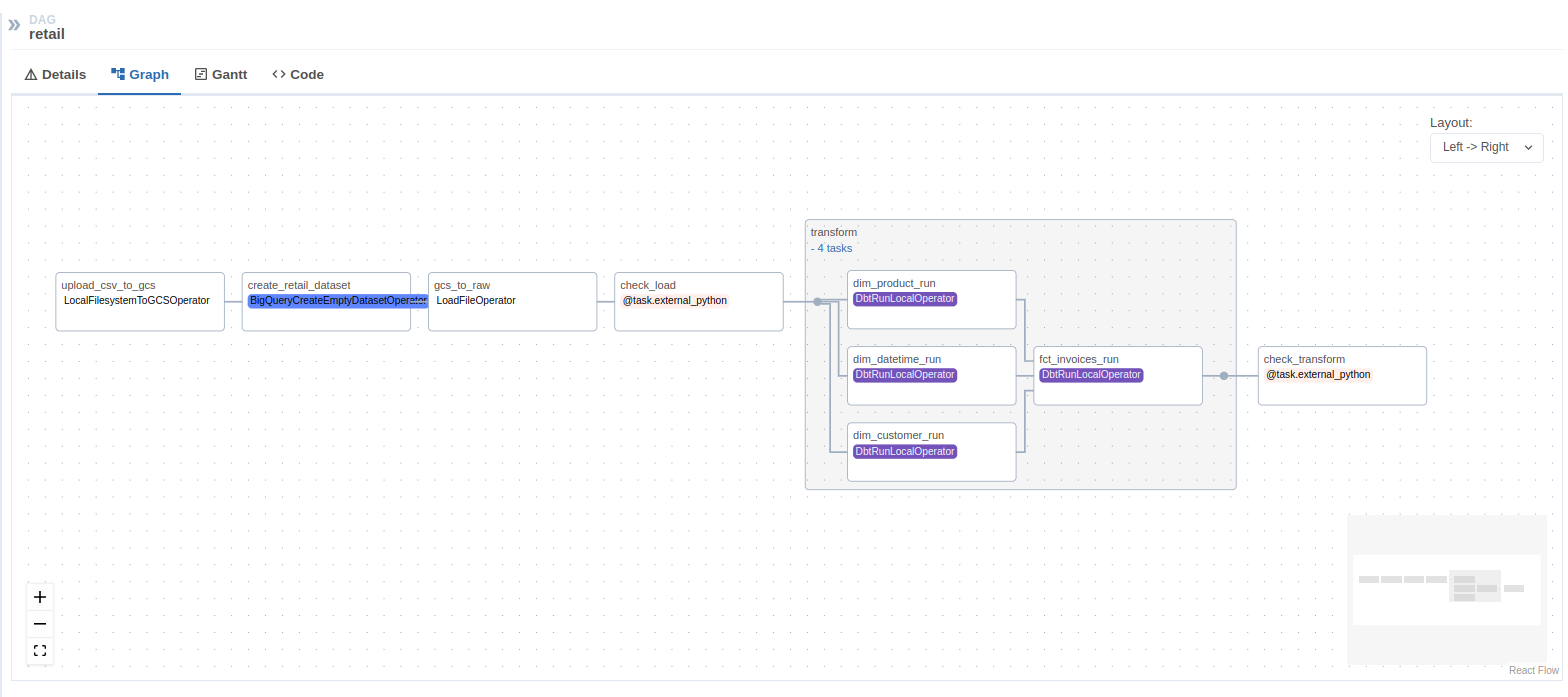 DAG
retail
Details
Graph
Gantt
Code
Layout:
Left -> Right
upload_csv_to_gcs
LocalFilesystemToGCSOperator
create_retail_dataset
BigQueryCreateEmptyDatasetOperator
gcs_to_raw
LoadFileOperator
check_load
@task.external_python
transform
- 4 tasks
dim_product_run
DbtRunLocalOperator
dim_datetime_run
DbtRunLocalOperator
dim_customer_run
DbtRunLocalOperator
fct_invoices_run
DbtRunLocalOperator
check_transform
@task.external_python
React Flow